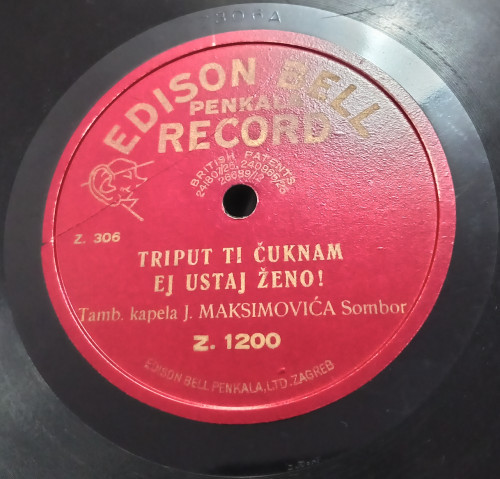 EDISON BELL
PENKALA
RECORD
BRITISH PATENTS
Z. 306
TRIPUT TI ČUKNAM
EJ USTAJ ŽENO!
Tamb. kapela J. MAKSIMOVIĆA Sombor
Z. 1200
EDISON BELL PENKALA, LTD. ZAGREB